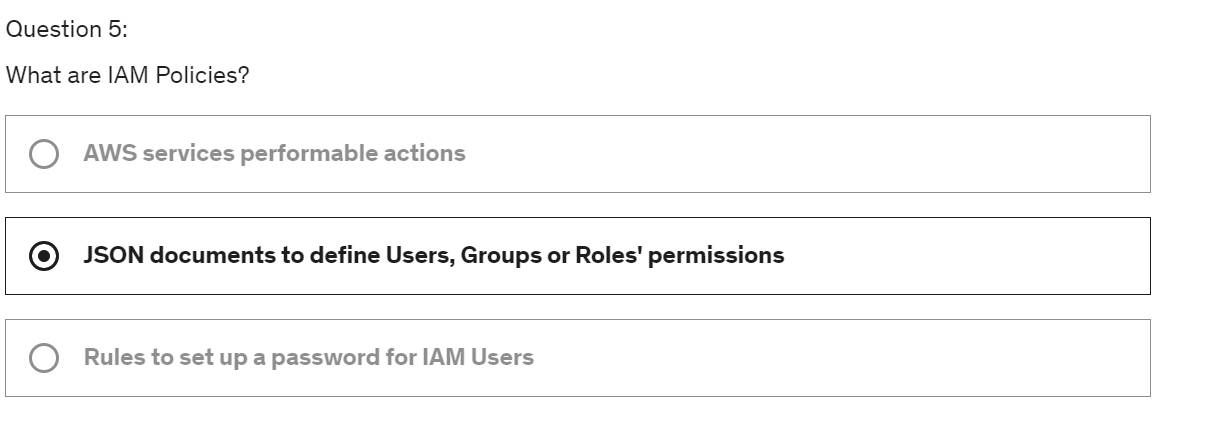 Question 5:
What are IAM Policies?
AWS services performable actions
JSON documents to define Users, Groups or Roles' permissions
Rules to set up a password for IAM Users